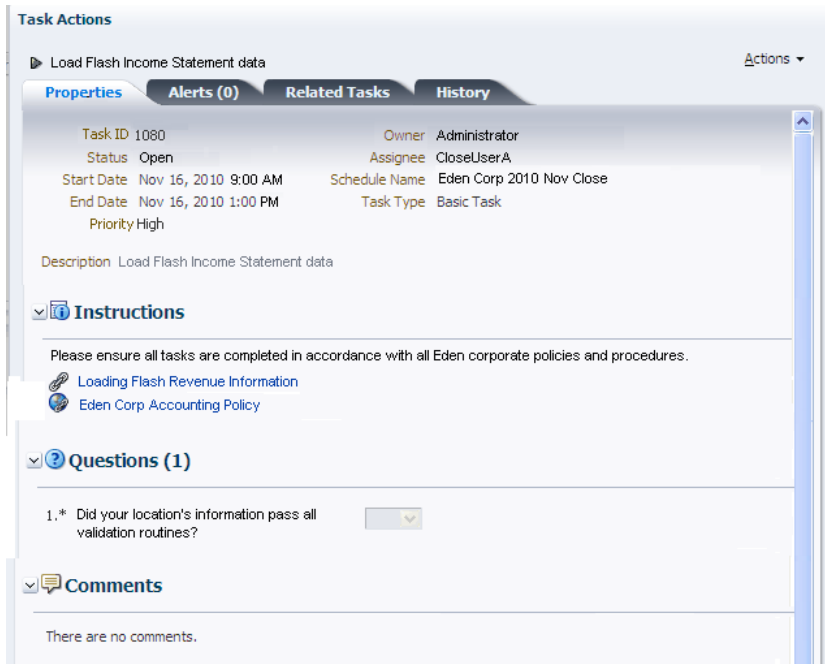 Task Actions
Load Flash Income Statement data
Actions
Properties Alerts (0) Related Tasks History
Task ID 1080 Owner Administrator
Status Open Assignee CloseUserA
Start Date Nov 16, 2010 9:00 AM Schedule Name Eden Corp 2010 Nov Close
End Date Nov 16, 2010 1:00 PM Task Type Basic Task
Priority High
Description Load Flash Income Statement data
Instructions
Please ensure all tasks are completed in accordance with all Eden corporate policies and procedures.
Loading Flash Revenue Information
Eden Corp Accounting Policy
Questions (1)
1.* Did your location's information pass all
validation routines?
Comments
There are no comments.